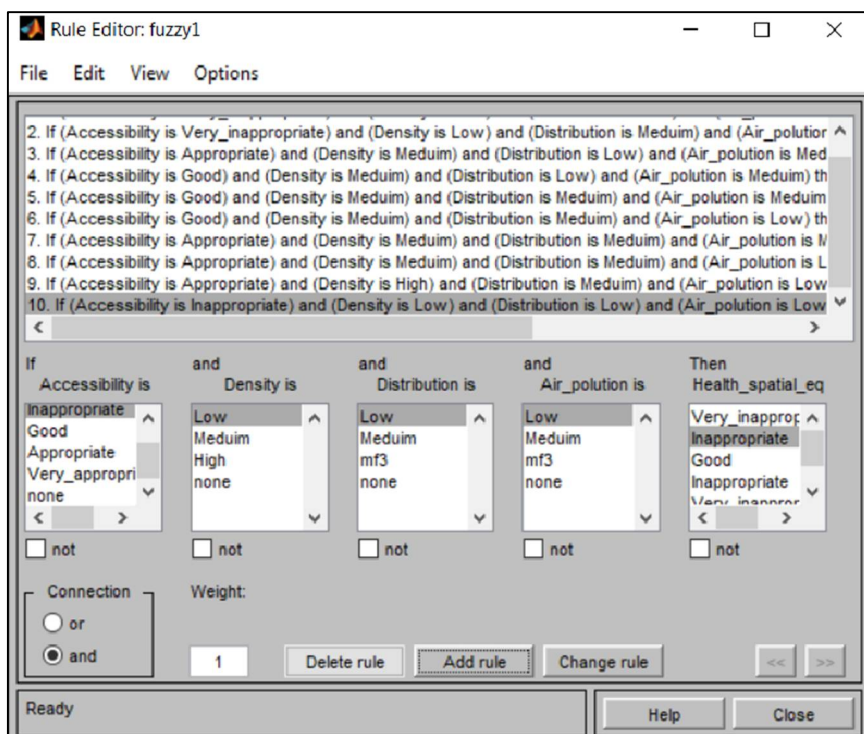 Rule Editor: fuzzy1
File Edit View Options
2. If (Accessibility is Very_inappropriate) and (Density is Low) and (Distribution is Meduim) and (Air_polution
3. If (Accessibility is Appropriate) and (Density is Meduim) and (Distribution is Low) and (Air_polution is Med
4. If (Accessibility is Good) and (Density is Meduim) and (Distribution is Low) and (Air_polution is Meduim) th
5. If (Accessibility is Good) and (Density is Meduim) and (Distribution is Meduim) and (Air_polution is Meduim
6. If (Accessibility is Good) and (Density is Meduim) and (Distribution is Meduim) and (Air_polution is Low) th
7. If (Accessibility is Appropriate) and (Density is Meduim) and (Distribution is Meduim) and (Air_polution is M
8. If (Accessibility is Appropriate) and (Density is Meduim) and (Distribution is Meduim) and (Air_polution is L
9. If (Accessibility is Appropriate) and (Density is High) and (Distribution is Meduim) and (Air_polution is Low
10. If (Accessibility is Inappropriate) and (Density is Low) and (Distribution is Low) and (Air_polution is Low
If and and and Then
Accessibility is Density is Distribution is Air_polution is Health_spatial_eq
Inappropriate
Good
Appropriate
Very_appropri
none
Low
Meduim
High
none
Low
Meduim
mf3
none
Low
Meduim
mf3
none
Very_inapprop
Inappropriate
Good
Inappropriate
Very_inappror
not not not not not
Connection
or
and
Weight:
1
Delete rule Add rule Change rule << >>
Ready
Help Close